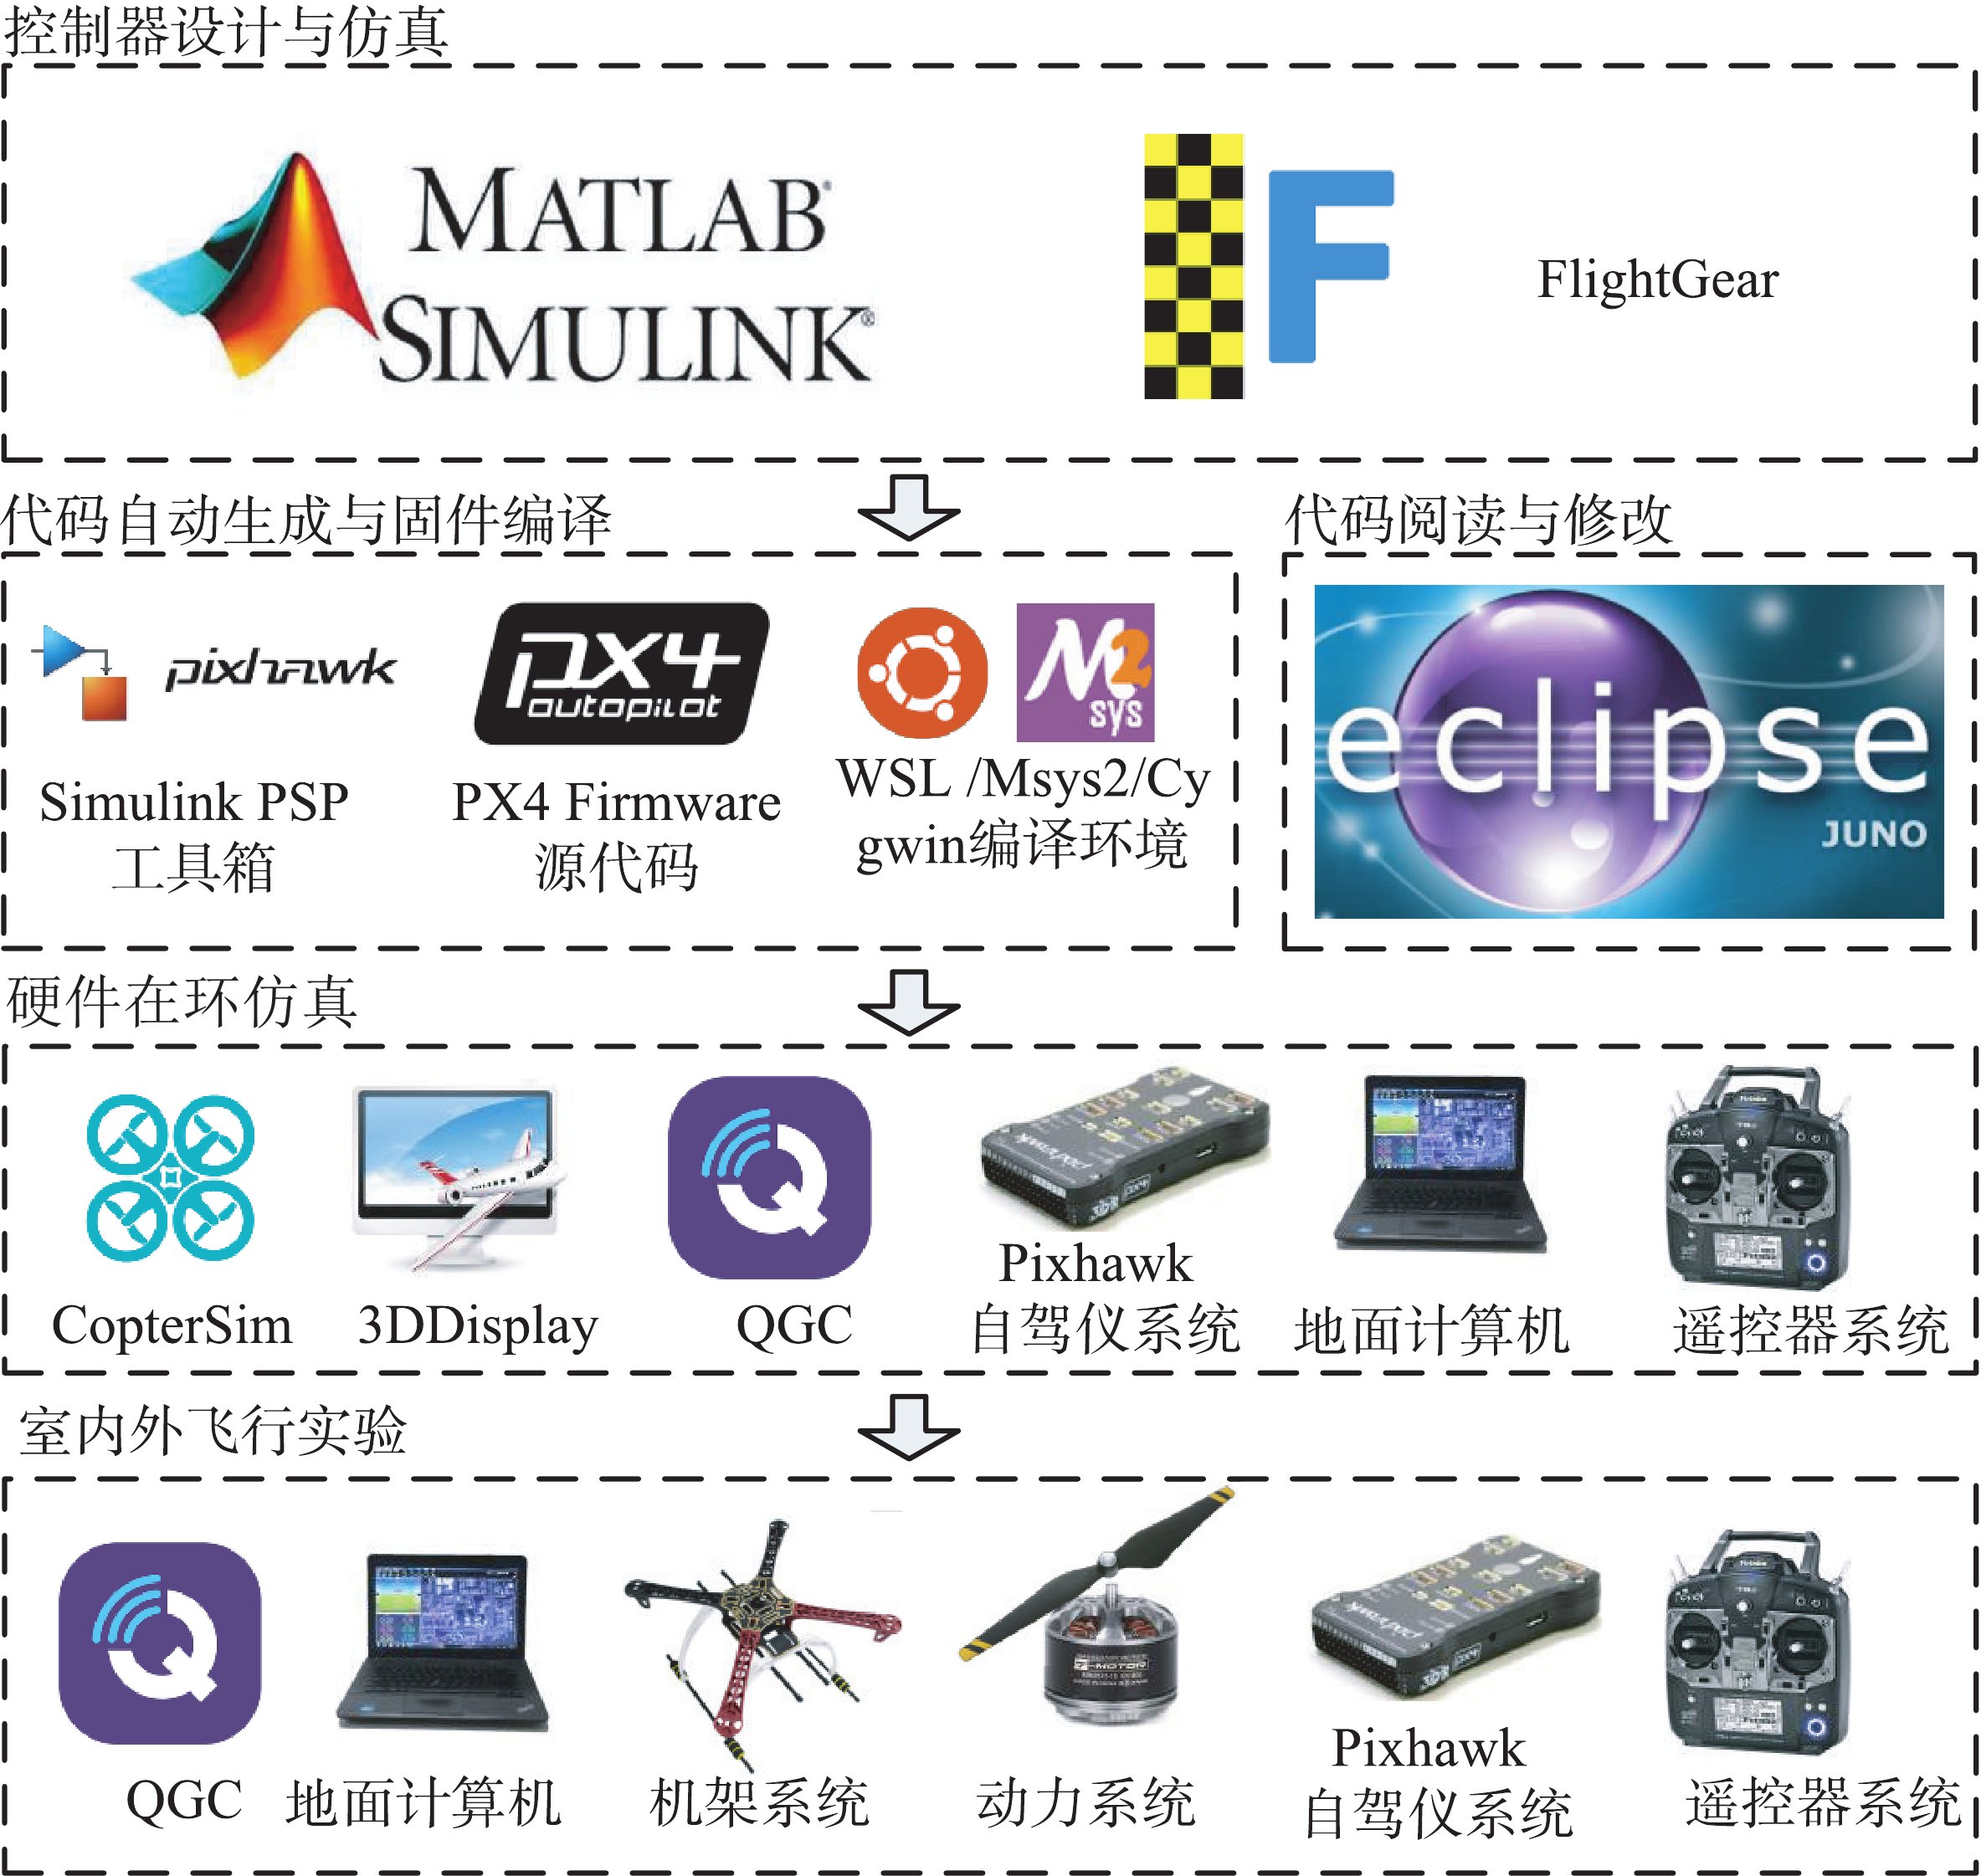 控制器设计与仿真
MATLAB®
SIMULINK®
FlightGear
代码自动生成与固件编译
代码阅读与修改
pixhawk
px4
autopilot
M2
sys
eclipse
JUNO
Simulink PSP
工具箱
PX4 Firmware
源代码
WSL /Msys2/Cy
gwin编译环境
硬件在环仿真
CopterSim
3DDisplay
QGC
Pixhawk
自驾仪系统
地面计算机
遥控器系统
室内外飞行实验
T-MOTOR
QGC
地面计算机
机架系统
动力系统
Pixhawk
自驾仪系统
遥控器系统